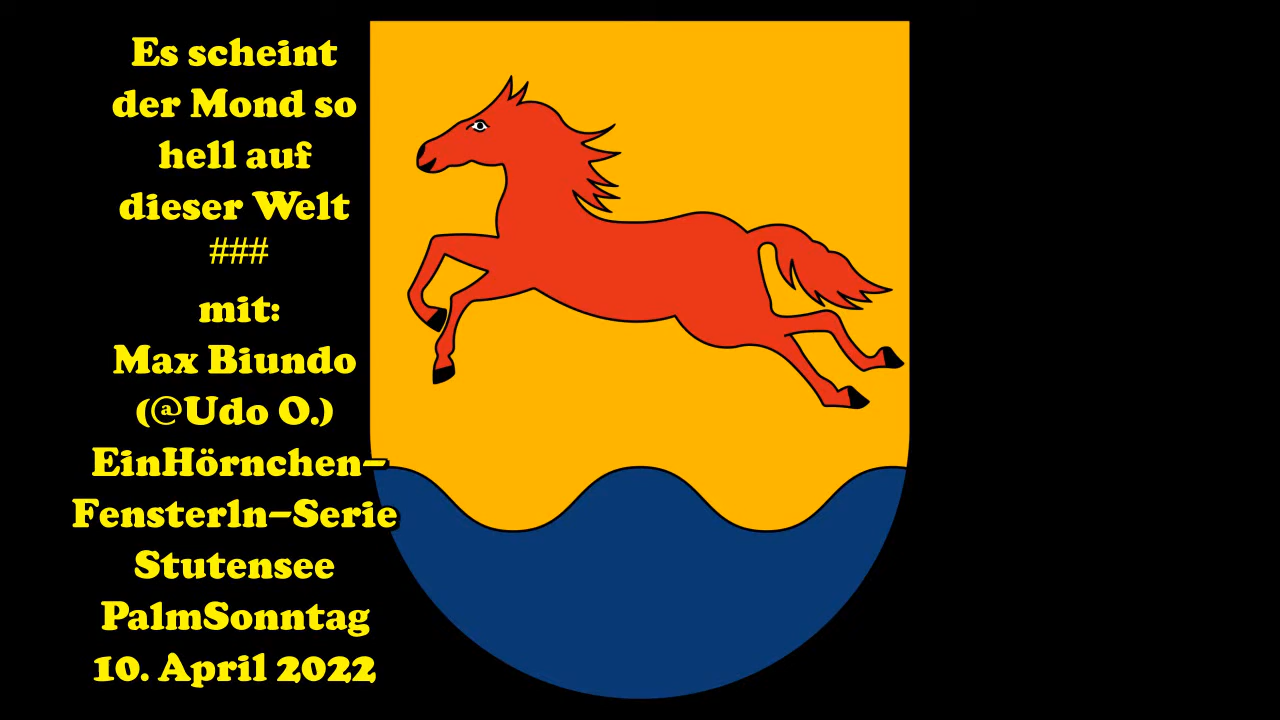 Es scheint
der Mond so
hell auf
dieser Welt
###
mit:
Max Biundo
(@Udo O.)
EinHörnchen–
Fensterln–Serie
Stutensee
PalmSonntag
10. April 2022